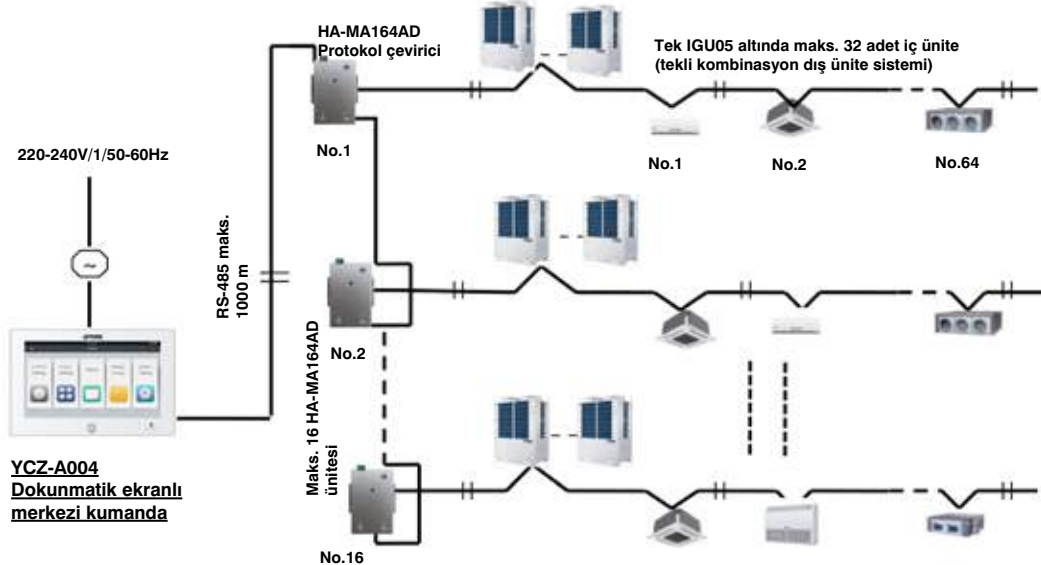 HA-MA164AD
Protokol çevirici
Tek IGU05 altında maks. 32 adet iç ünite
(tekli kombinasyon dış ünite sistemi)
No.1
No.1
No.2
No.64
220-240V/1/50-60Hz
RS-485 maks.
1000 m
No.2
Maks. 16 HA-MA164AD
ünitesi
YCZ-A004
Dokunmatik ekranlı
merkezi kumanda
No.16